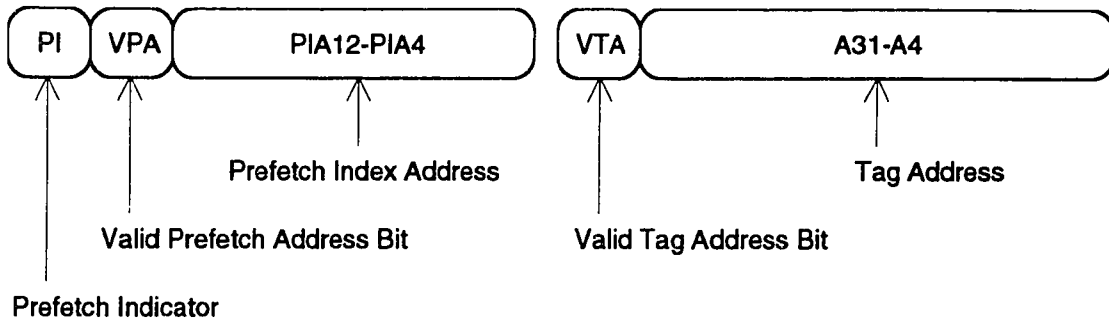 PI VPA PIA12-PIA4 VTA A31-A4
Prefetch Index Address Tag Address
Valid Prefetch Address Bit Valid Tag Address Bit
Prefetch Indicator